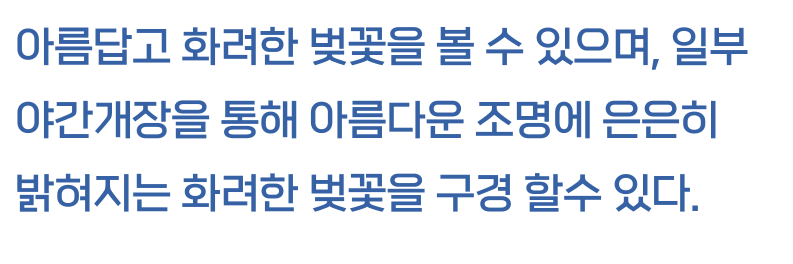 아름답고 화려한 벚꽃을 볼 수 있으며, 일부
야간개장을 통해 아름다운 조명에 은은히
밝혀지는 화려한 벚꽃을 구경 할수 있다.